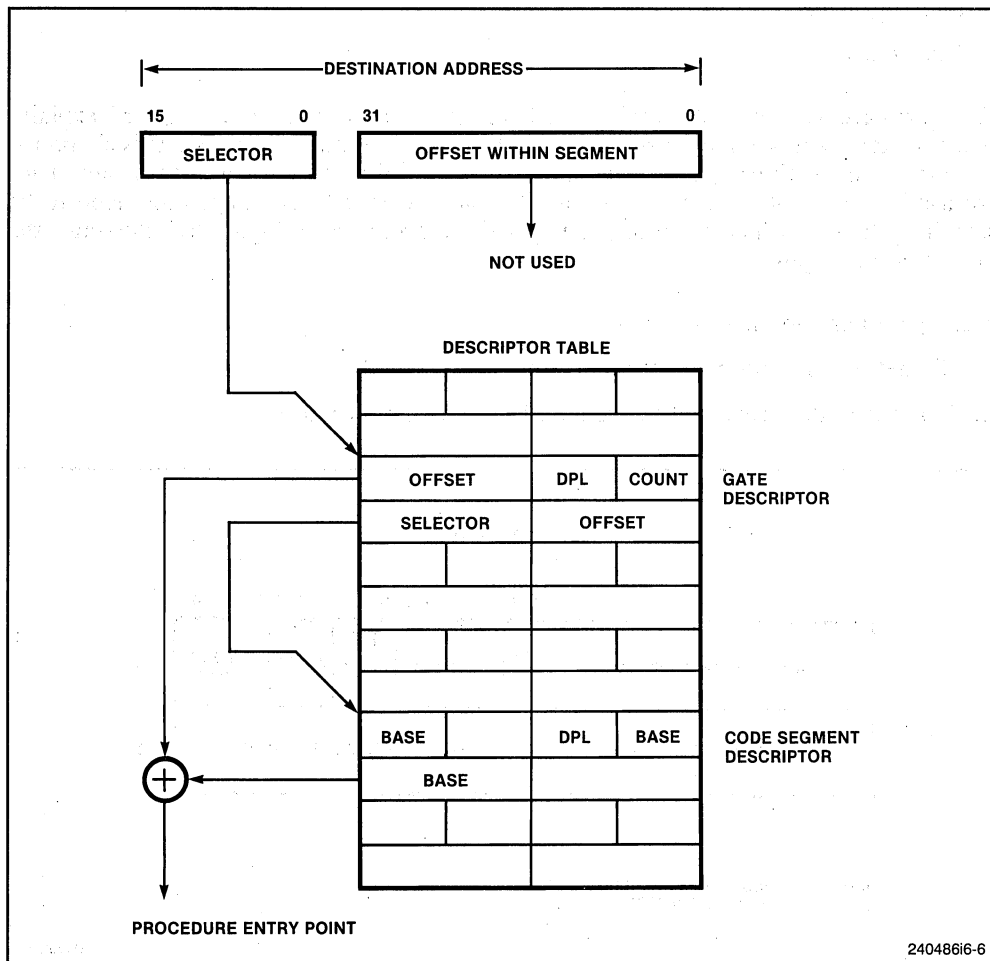 DESTINATION ADDRESS
15 0 31 0
SELECTOR OFFSET WITHIN SEGMENT
NOT USED
DESCRIPTOR TABLE
OFFSET DPL COUNT
GATE DESCRIPTOR
SELECTOR OFFSET
BASE DPL BASE
CODE SEGMENT
DESCRIPTOR
BASE
+
PROCEDURE ENTRY POINT
240486i6-6